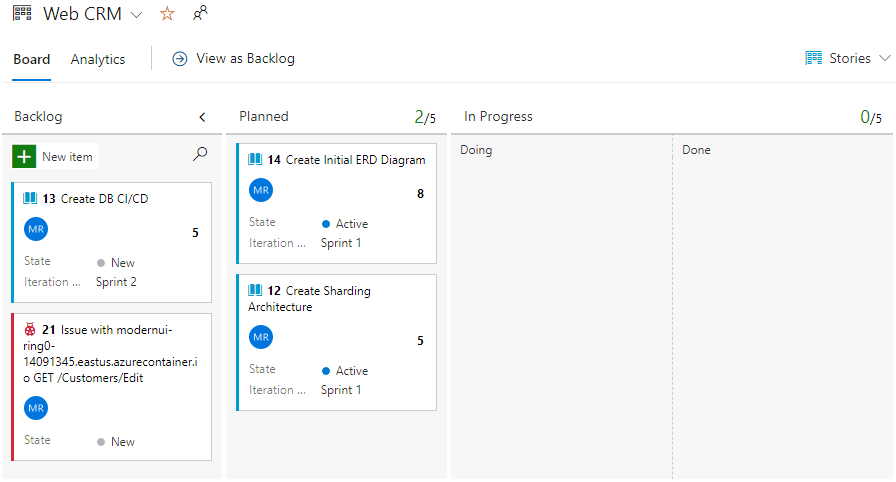 Web CRM
Board Analytics View as Backlog Stories
Backlog
New item
13 Create DB CI/CD
MR
5
State New
Iteration ... Sprint 2
21 Issue with modernui-
ring0-
14091345.eastus.azurecontainer.i
o GET /Customers/Edit
MR
State New
Planned 2/5
14 Create Initial ERD Diagram
MR
8
State Active
Iteration ... Sprint 1
12 Create Sharding
Architecture
MR
5
State Active
Iteration ... Sprint 1
In Progress 0/5
Doing Done